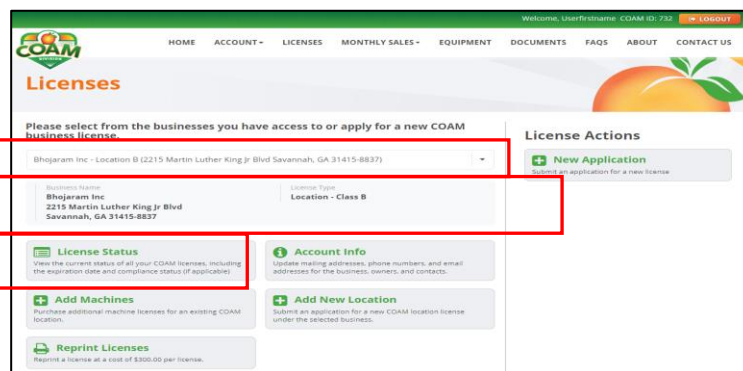 Welcome, Userfirstname COAM ID: 732 LOGOUT
COAM
DIVISION
HOME ACCOUNT LICENSES MONTHLY SALES EQUIPMENT DOCUMENTS FAQS ABOUT CONTACT US
Licenses
Please select from the businesses you have access to or apply for a new COAM
business license.
Bhojaram Inc - Location B (2215 Martin Luther King Jr Blvd Savannah, GA 31415-8837)
Business Name
Bhojaram Inc
2215 Martin Luther King Jr Blvd
Savannah, GA 31415-8837
License Type
Location - Class B
License Status
View the current status of all your COAM licenses, including
the expiration date and compliance status (if applicable)
Account Info
Update mailing addresses, phone numbers, and email
addresses for the business, owners, and contacts.
Add Machines
Purchase additional machine licenses for an existing COAM
location.
Add New Location
Submit an application for a new COAM location license
under the selected business.
Reprint Licenses
Reprint a license at a cost of $300.00 per license.
License Actions
New Application
Submit an application for a new license